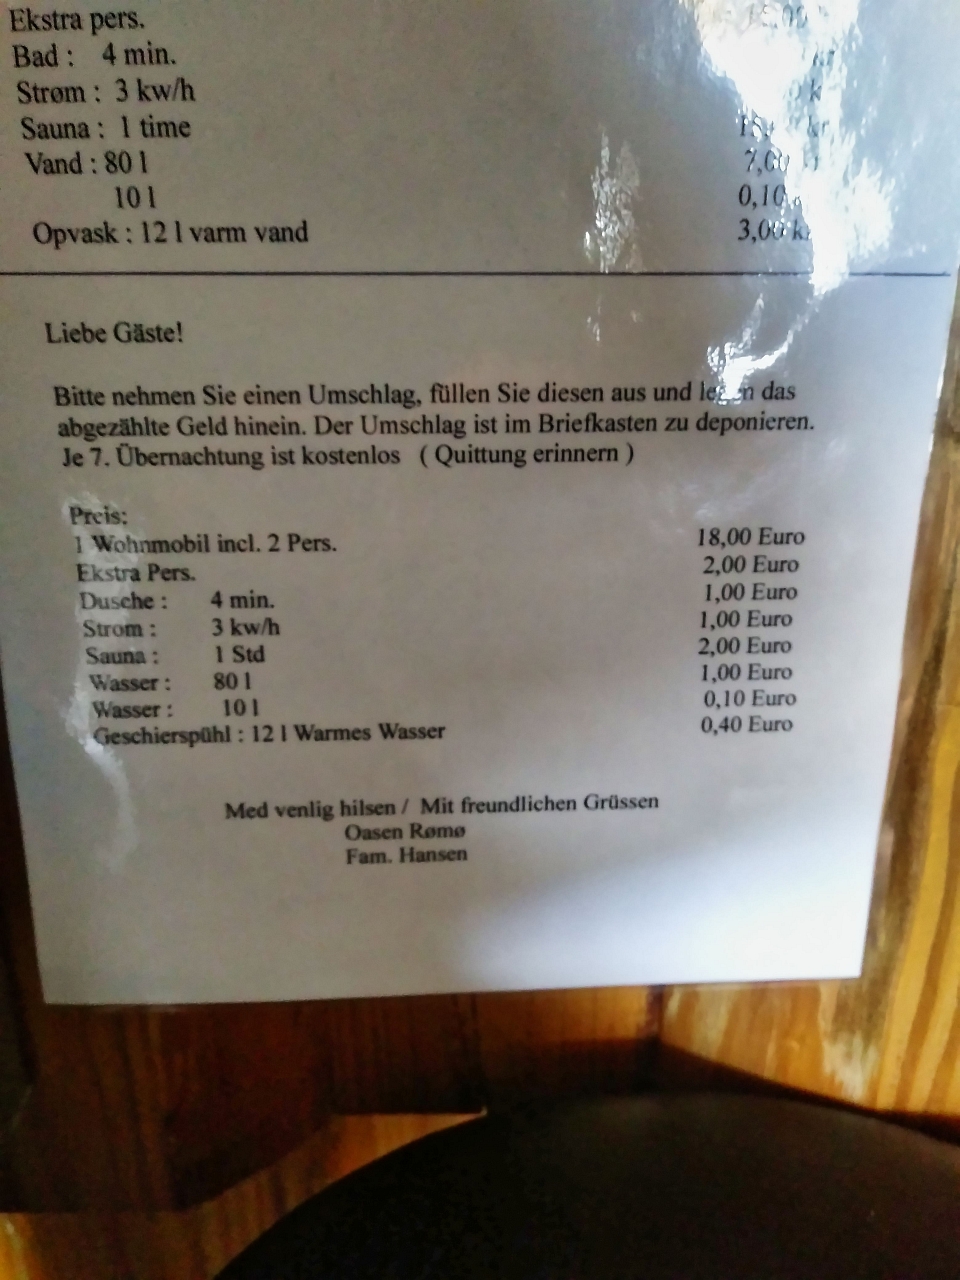 Ekstra pers.
Bad : 4 min.
Strøm : 3 kw/h
Sauna : 1 time
Vand : 80 l 7,00
10 l 0,10
Opvask : 12 l varm vand 3,00 kr
Liebe Gäste!
Bitte nehmen Sie einen Umschlag, füllen Sie diesen aus und legen das
abgezählte Geld hinein. Der Umschlag ist im Briefkasten zu deponieren.
Je 7. Übernachtung ist kostenlos ( Quittung erinnern )
Preis:
1 Wohnmobil incl. 2 Pers. 18,00 Euro
Ekstra Pers. 2,00 Euro
Dusche : 4 min. 1,00 Euro
Strom : 3 kw/h 1,00 Euro
Sauna : 1 Std 2,00 Euro
Wasser : 80 l 1,00 Euro
Wasser : 10 l 0,10 Euro
Geschierspühl : 12 l Warmes Wasser 0,40 Euro
Med venlig hilsen / Mit freundlichen Grüssen
Oasen Rømø
Fam. Hansen